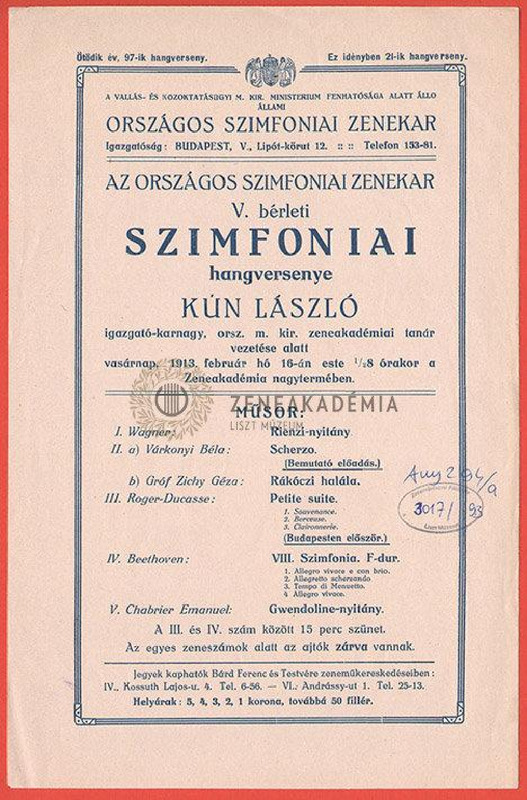 Ötödik év, 97-ik hangverseny. Ez idényben 21-ik hangverseny.
A VALLÁS- ÉS KÖZOKTATÁSÜGYI M. KIR. MINISTERIUM FENHATÓSÁGA ALATT ÁLLÓ
ÁLLAMI
ORSZÁGOS SZIMFONIAI ZENEKAR
Igazgatóság: BUDAPEST, V., Lipót-körut 12. :: :: Telefon 153-81.
AZ ORSZÁGOS SZIMFONIAI ZENEKAR
V. bérleti
SZIMFONIAI
hangversenye
KÚN LÁSZLÓ
igazgató-karnagy, orsz. m. kir. zeneakadémiai tanár
vezetése alatt
vasárnap, 1913. február hó 16-án este ½8 órakor a
Zeneakadémia nagytermében.
ZENEAKADÉMIA
LISZT MÚZEUM
MŰSOR:
I. Wagner: Rienzi-nyitány.
II. a) Várkonyi Béla: Scherzo.
(Bemutató előadás.)
b) Gróf Zichy Géza: Rákóczi halála.
III. Roger-Ducasse: Petite suite.
1. Souvenance.
2. Berceuse.
3. Claironnerie.
(Budapesten először.)
IV. Beethoven: VIII. Szimfonia. F-dur.
1. Allegro vivace e con brio.
2. Allegretto scherzando
3. Tempo di Menuetto.
4 Allegro vivace.
V. Chabrier Emanuel: Gwendoline-nyitány.
A III. és IV. szám között 15 perc szünet.
Az egyes zeneszámok alatt az ajtók zárva vannak.
Jegyek kaphatók Bárd Ferenc és Testvére zeneműkereskedéseiben:
IV., Kossuth Lajos-u. 4. Tel. 6-56. — VI.: Andrássy-ut 1. Tel. 25-13.
Helyárak: 5, 4, 3, 2, 1 korona, továbbá 50 fillér.
3017/93
Liszt Múzeum